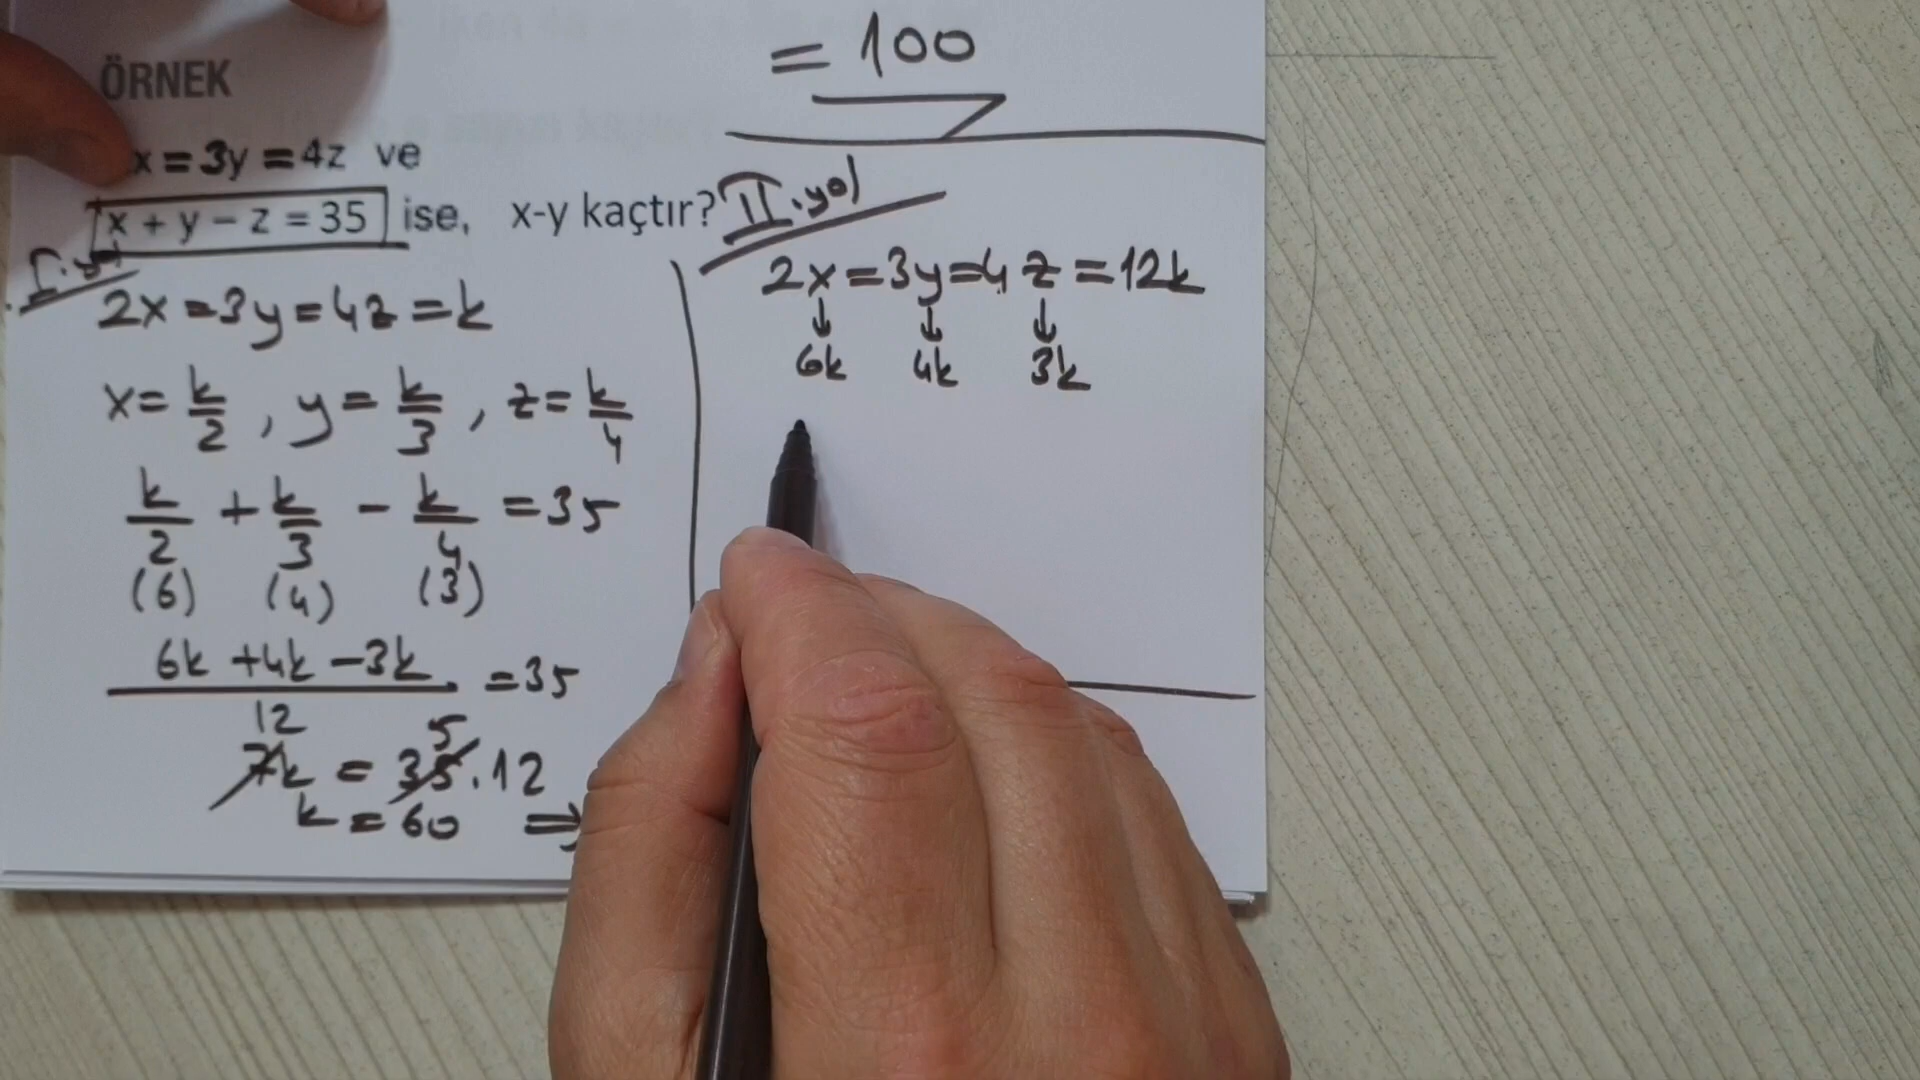 = 100
ÖRNEK
x = 3y = 4z ve
x + y – z = 35 ise, x-y kaçtır?
I. yol
2x = 3y = 4z = k
x = k/2 , y = k/3 , z = k/4
k/2 + k/3 - k/4 = 35
(6) (4) (3)
6k + 4k - 3k / 12 = 35
7k = 35.12
5
k = 60 ⇒
II. yol
2x = 3y = 4z = 12k
↓ ↓ ↓
6k 4k 3k